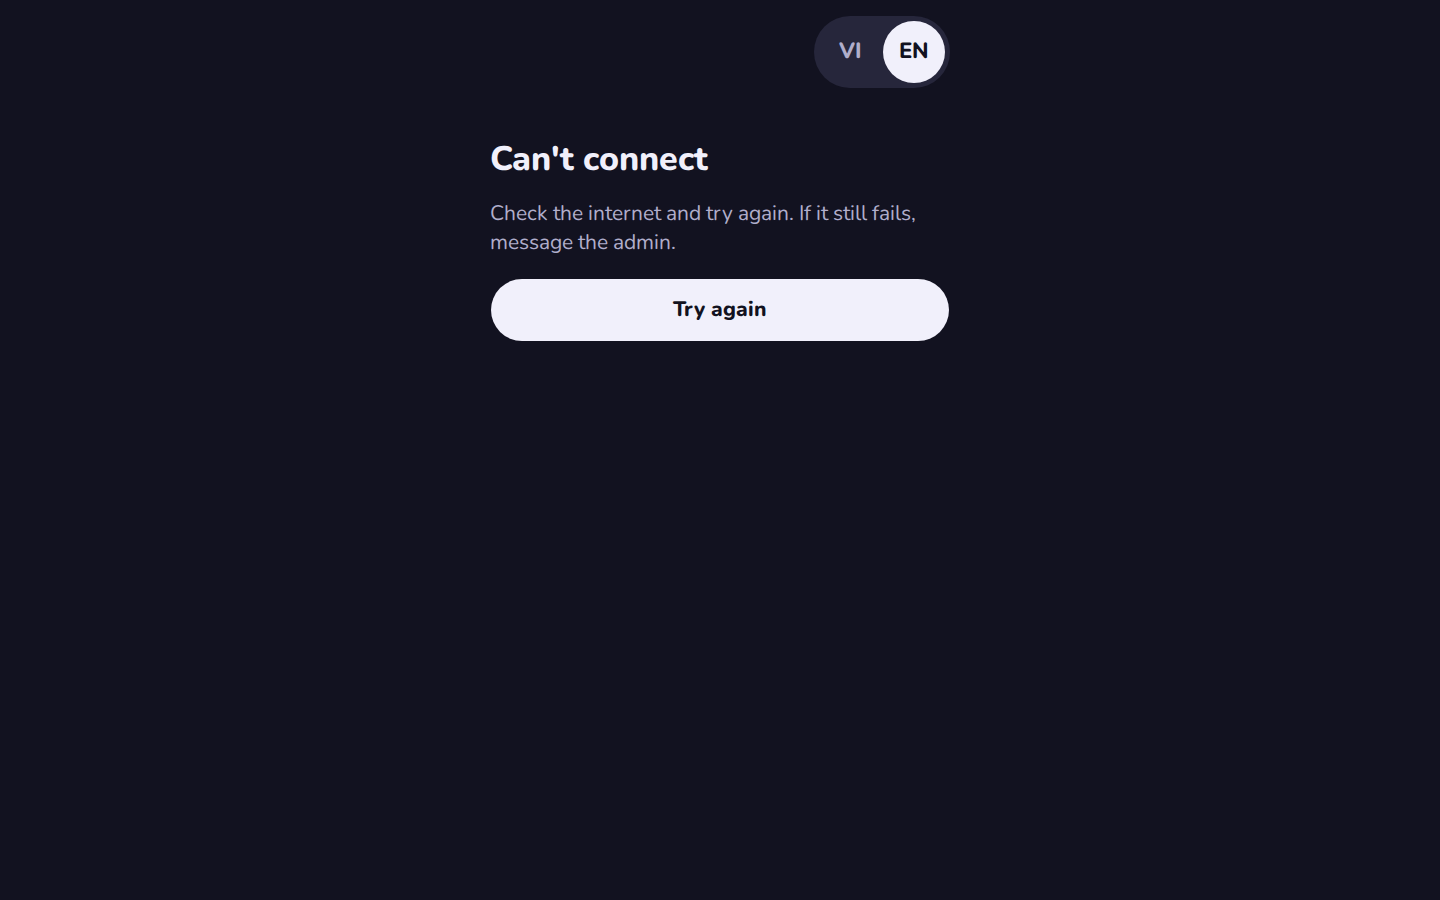 VI EN
Can't connect
Check the internet and try again. If it still fails,
message the admin.
Try again